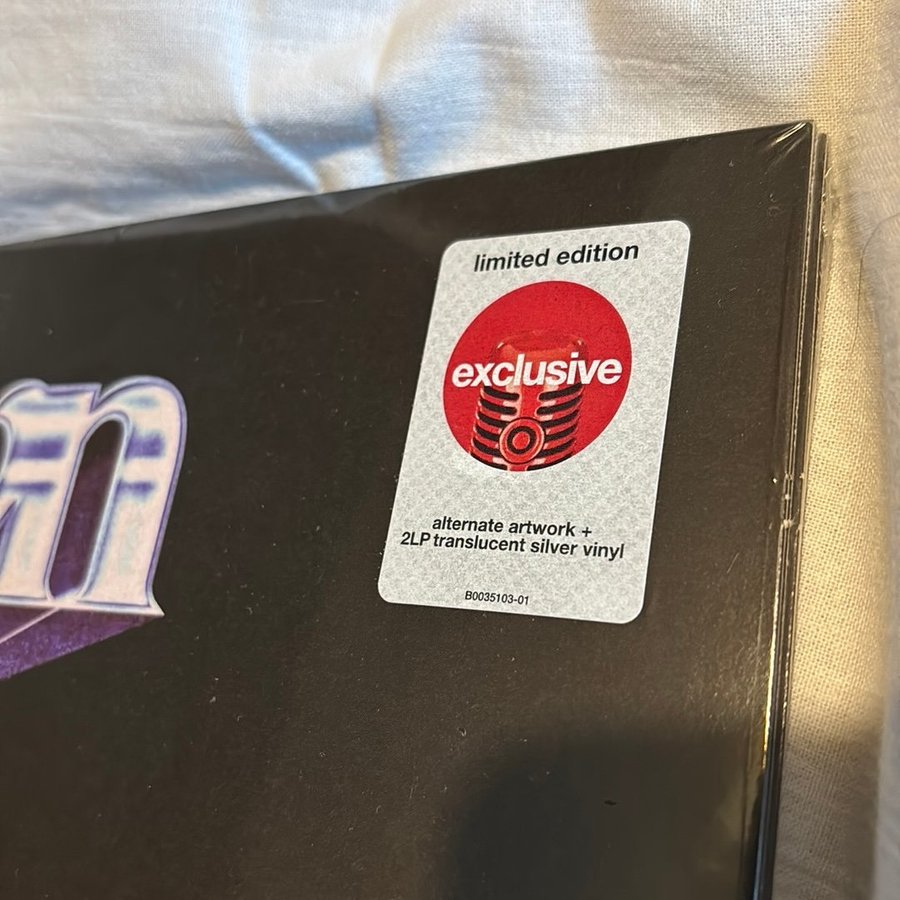 limited edition
exclusive
alternate artwork +
2LP translucent silver vinyl
B0035103-01
n